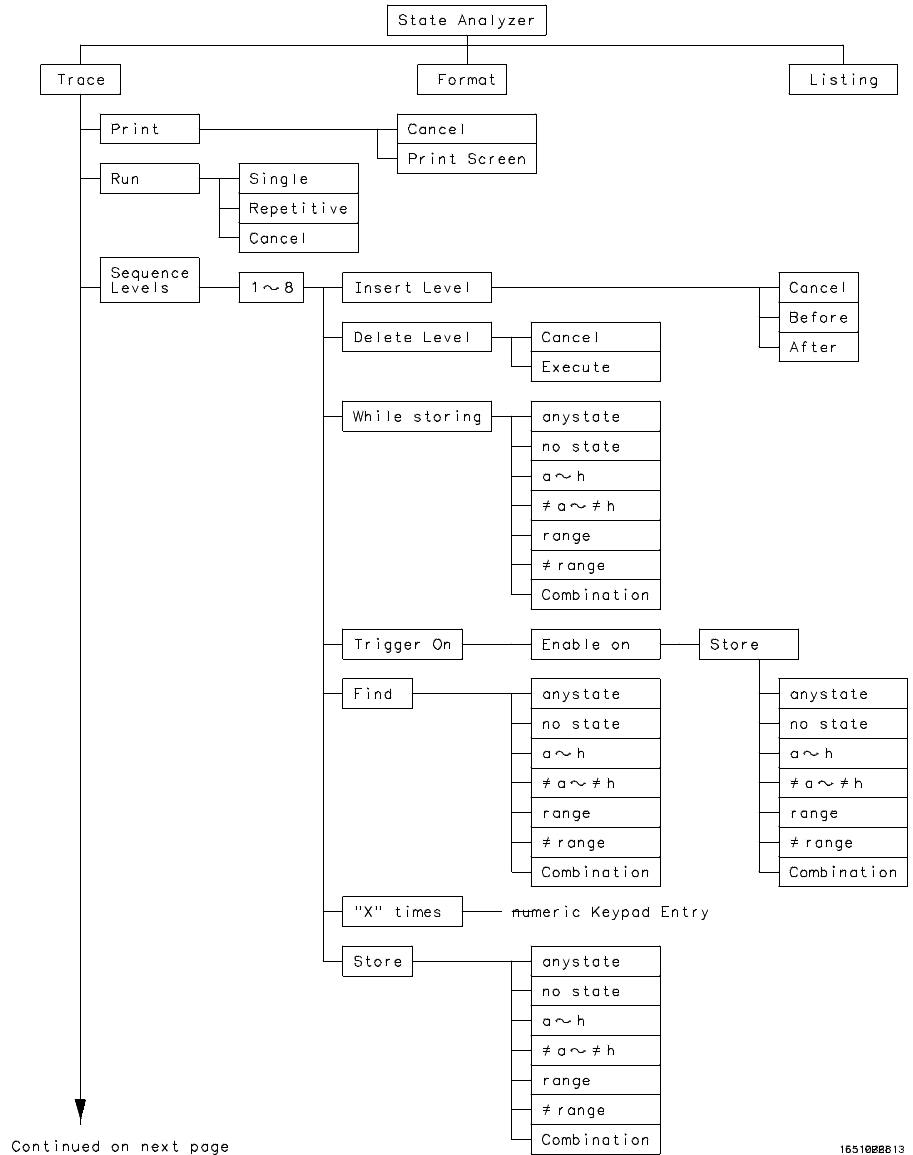 State Analyzer
Trace
Format
Listing
Print
Cancel
Print Screen
Run
Single
Repetitive
Cancel
Sequence
Levels
1～8
Insert Level
Cancel
Before
After
Delete Level
Cancel
Execute
While storing
anystate
no state
a～h
≠a～≠h
range
≠range
Combination
Trigger On
Enable on
Store
anystate
no state
a～h
≠a～≠h
range
≠range
Combination
Find
anystate
no state
a～h
≠a～≠h
range
≠range
Combination
"X" times
numeric Keypad Entry
Store
anystate
no state
a～h
≠a～≠h
range
≠range
Combination
Continued on next page